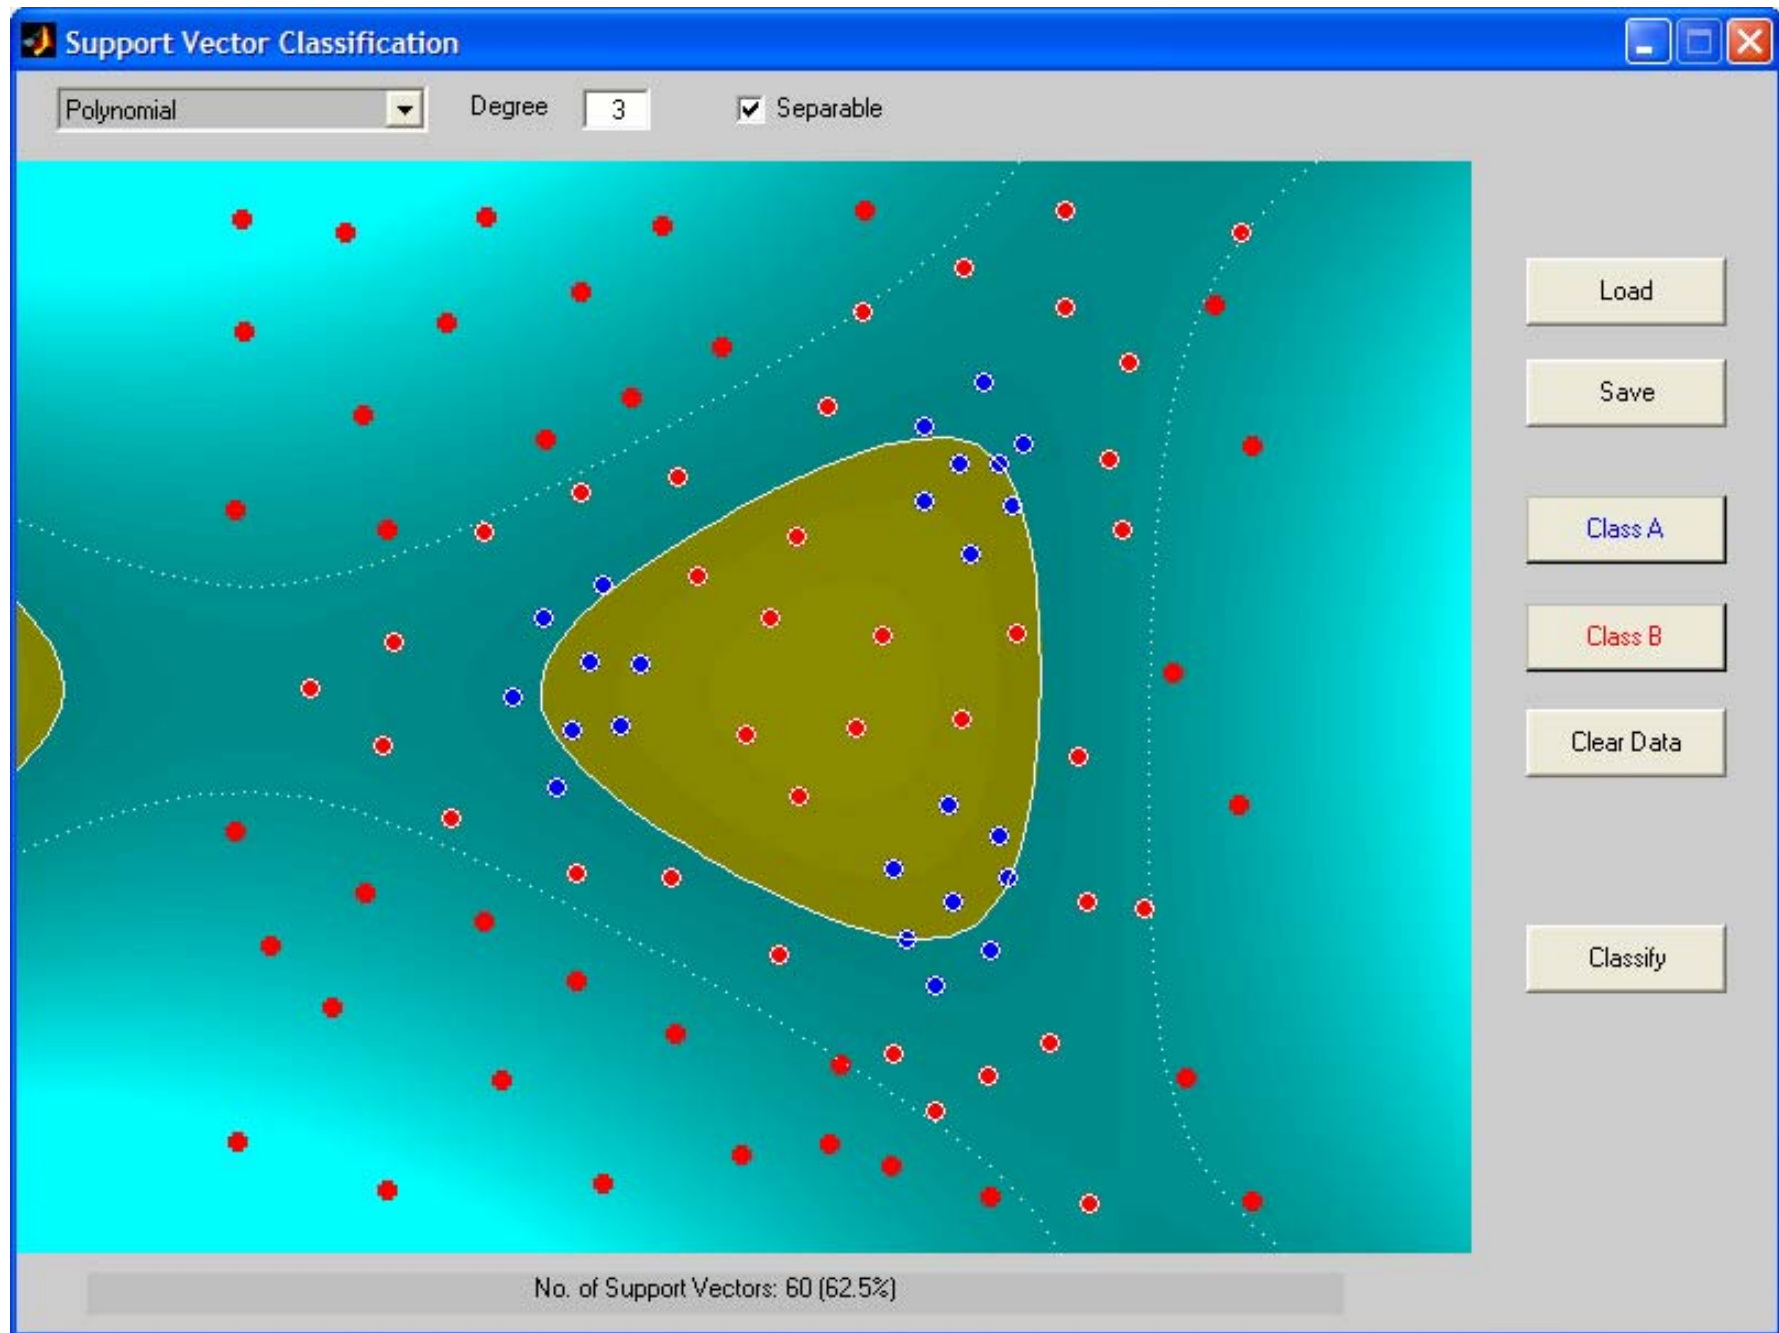 Support Vector Classification
Polynomial Degree 3 Separable
Load
Save
Class A
Class B
Clear Data
Classify
No. of Support Vectors: 60 (62.5%)